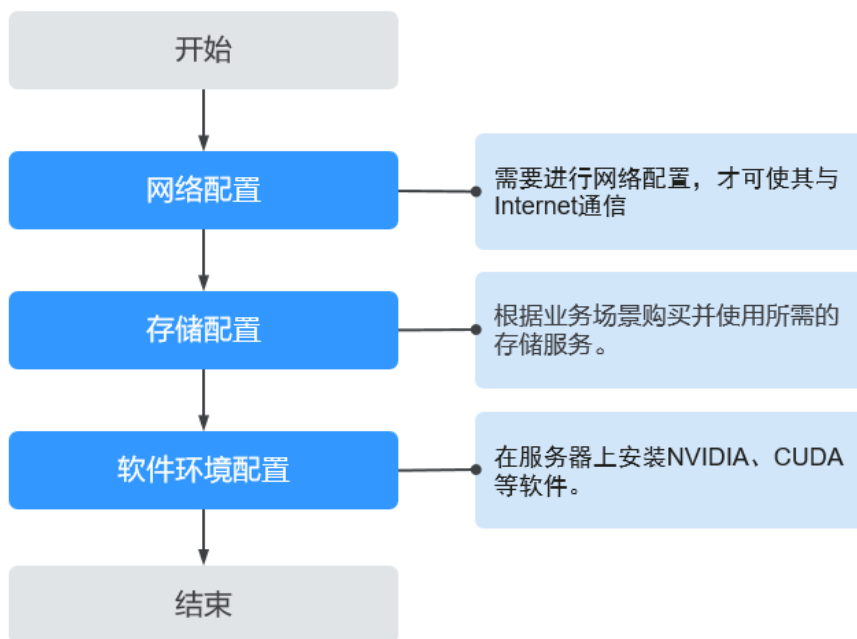 开始
网络配置
需要进行网络配置，才可使其与
Internet通信
存储配置
根据业务场景购买并使用所需的
存储服务。
软件环境配置
在服务器上安装NVIDIA、CUDA
等软件。
结束